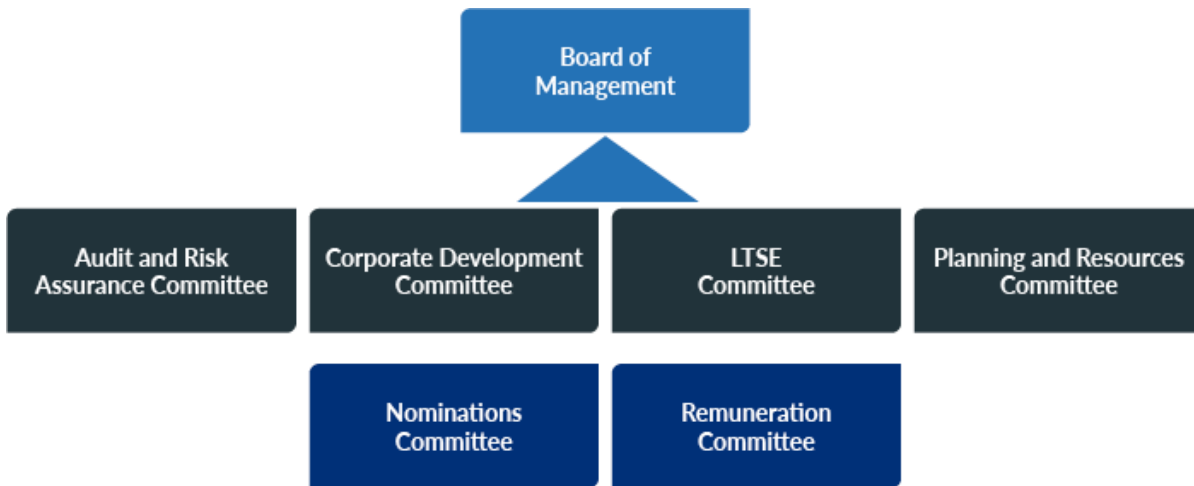 Board of
Management
Audit and Risk
Assurance Committee
Corporate Development
Committee
LTSE
Committee
Planning and Resources
Committee
Nominations
Committee
Remuneration
Committee